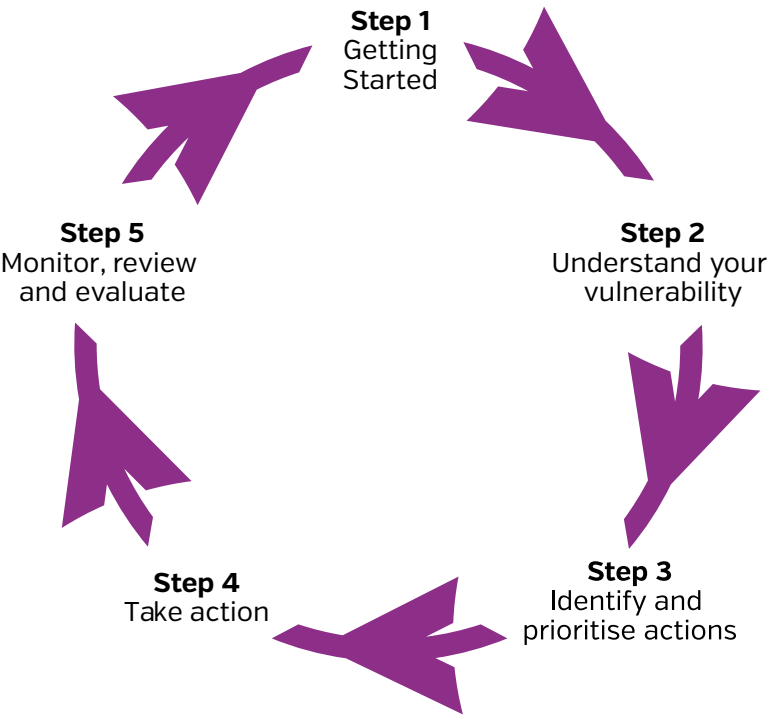 Step 1
Getting
Started
Step 2
Understand your
vulnerability
Step 3
Identify and
prioritise actions
Step 4
Take action
Step 5
Monitor, review
and evaluate